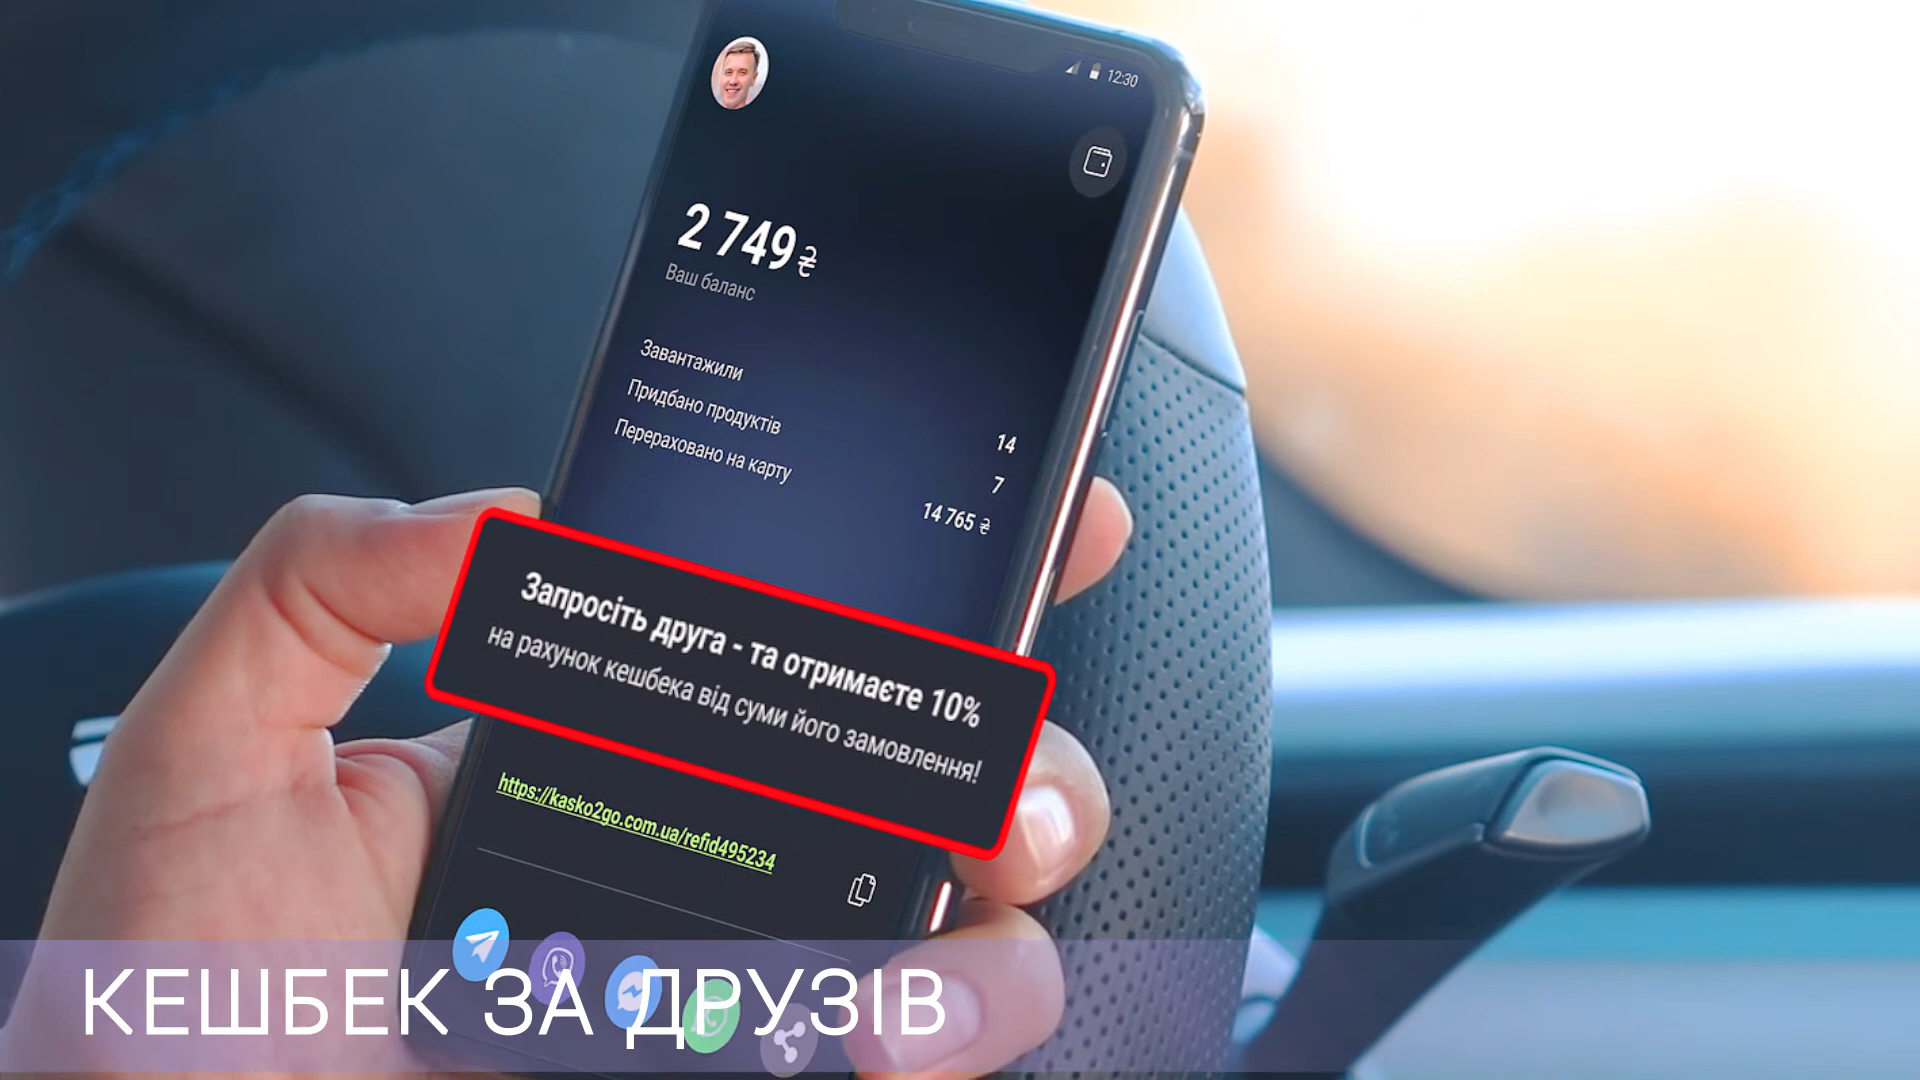 12:30
2 749 ₴
Ваш баланс
Завантажили 14
Придбано продуктів 7
Перераховано на карту 14 765 ₴
Запросіть друга - та отримаєте 10%
на рахунок кешбека від суми його замовлення!
https://kasko2go.com.ua/refid495234
КЕШБЕК ЗА ДРУЗІВ